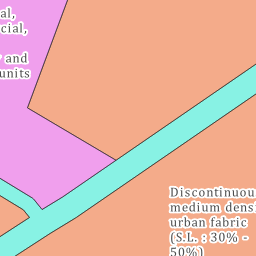 al,
cial,
and
units
Discontinuou
medium dens
urban fabric
(S.L. : 30% -
50%)